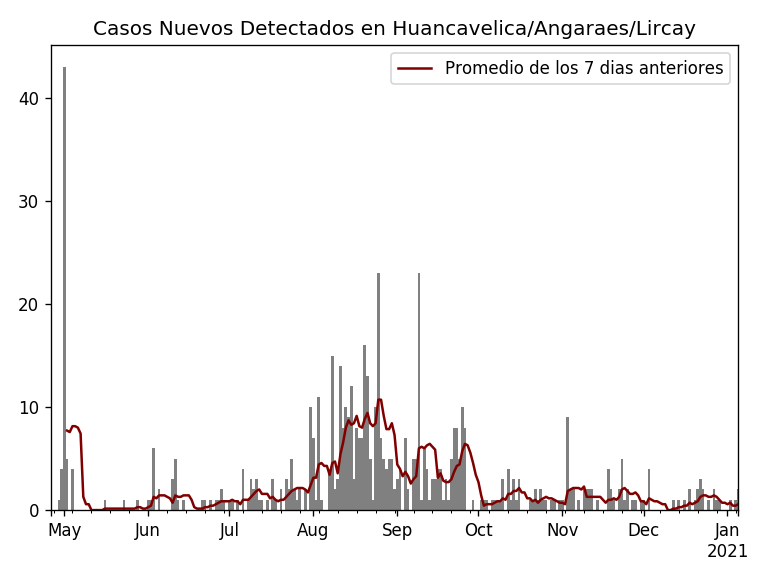 Casos Nuevos Detectados en Huancavelica/Angaraes/Lircay
Promedio de los 7 dias anteriores
40
30
20
10
0
May Jun Jul Aug Sep Oct Nov Dec Jan
2021